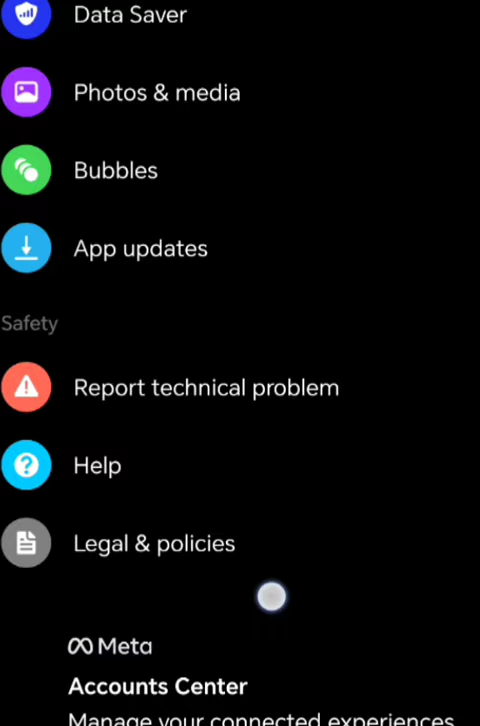 Data Saver
Photos & media
Bubbles
App updates
Safety
Report technical problem
Help
Legal & policies
Meta
Accounts Center
Manage your connected experiences